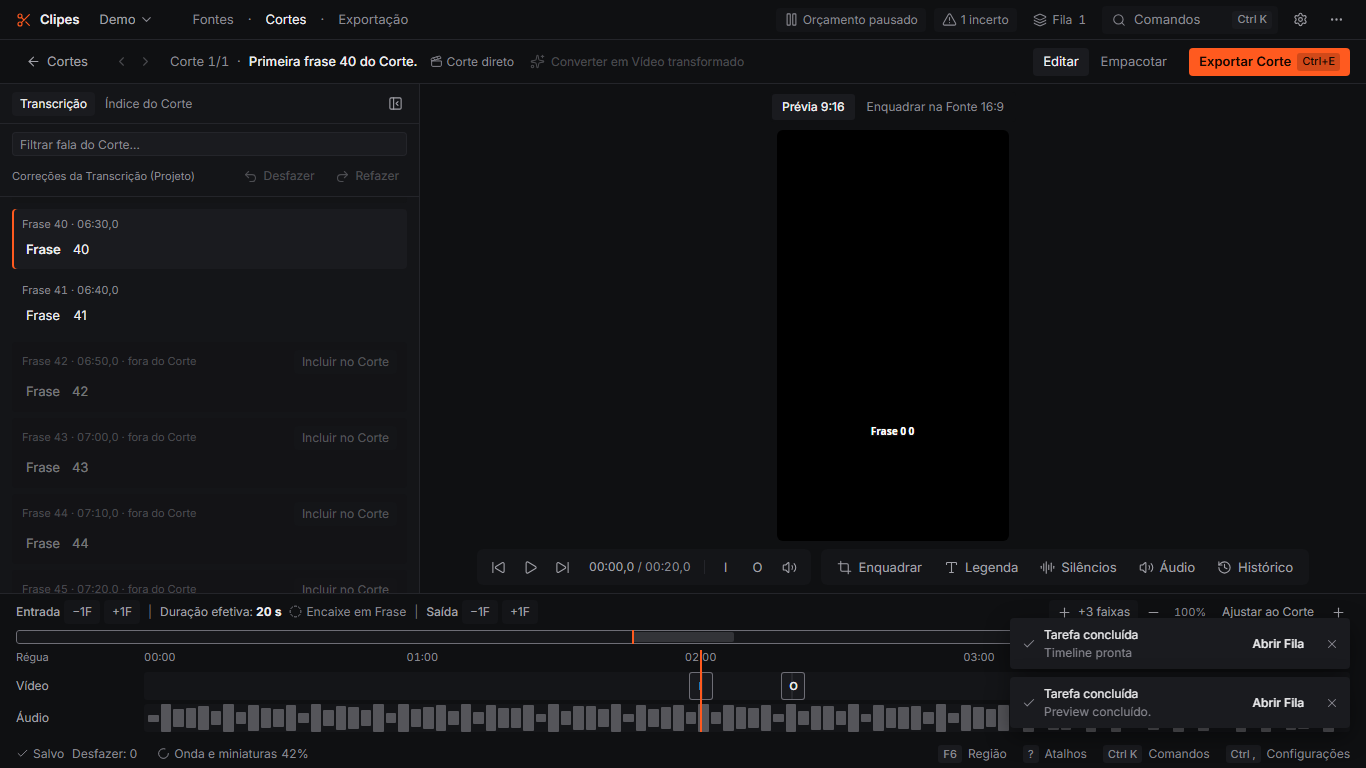 Clipes Demo Fontes · Cortes · Exportação Orçamento pausado 1 incerto Fila 1 Comandos Ctrl K
Cortes Corte 1/1 · Primeira frase 40 do Corte. Corte direto Converter em Vídeo transformado Editar Empacotar Exportar Corte Ctrl+E
Transcrição Índice do Corte
Prévia 9:16 Enquadrar na Fonte 16:9
Filtrar fala do Corte...
Correções da Transcrição (Projeto) Desfazer Refazer
Frase 40 · 06:30,0
Frase 40
Frase 41 · 06:40,0
Frase 41
Frase 42 · 06:50,0 · fora do Corte Incluir no Corte
Frase 42
Frase 43 · 07:00,0 · fora do Corte Incluir no Corte
Frase 43
Frase 44 · 07:10,0 · fora do Corte Incluir no Corte
Frase 44
Frase 45 · 07:20,0 · fora do Corte Incluir no Corte
Frase 0 0
00:00,0 / 00:20,0 I O Enquadrar Legenda Silêncios Áudio Histórico
Entrada −1F +1F Duração efetiva: 20 s Encaixe em Frase Saída −1F +1F +3 faixas 100% Ajustar ao Corte
Régua 00:00 01:00 02:00 03:00
Vídeo O
Áudio
Tarefa concluída
Timeline pronta
Abrir Fila
Tarefa concluída
Preview concluído.
Abrir Fila
Salvo Desfazer: 0 Onda e miniaturas 42% F6 Região ? Atalhos Ctrl K Comandos Ctrl , Configurações